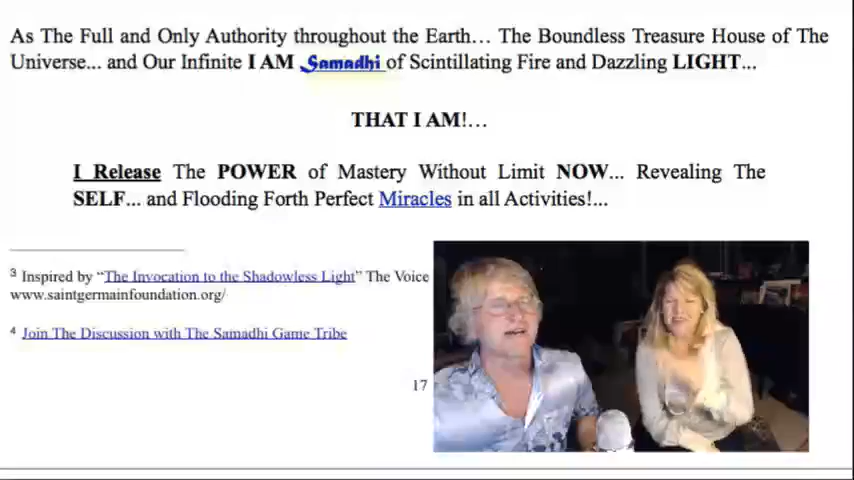 As The Full and Only Authority throughout the Earth… The Boundless Treasure House of The
Universe... and Our Infinite I AM Samadhi of Scintillating Fire and Dazzling LIGHT...
THAT I AM!…
I Release The POWER of Mastery Without Limit NOW... Revealing The
SELF... and Flooding Forth Perfect Miracles in all Activities!...
3 Inspired by “The Invocation to the Shadowless Light” The Voice
www.saintgermainfoundation.org/
4 Join The Discussion with The Samadhi Game Tribe
17